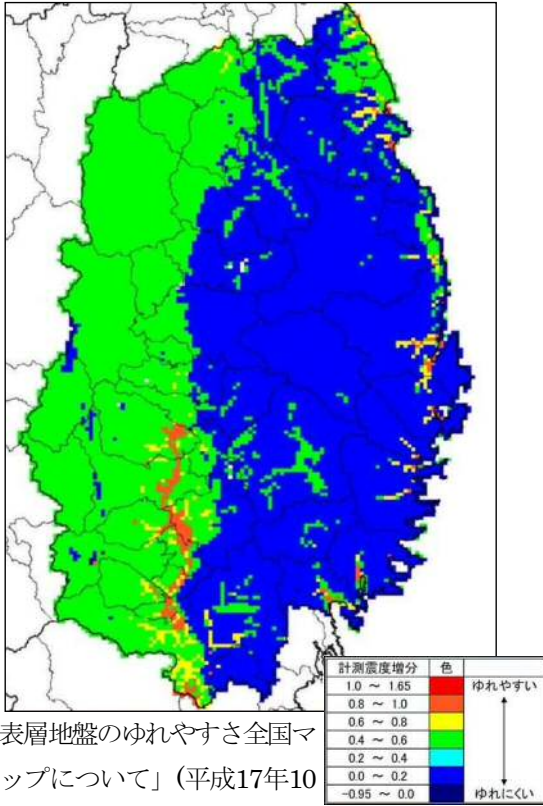 計測震度増分 色
1.0 ～ 1.65 ゆれやすい
0.8 ～ 1.0
0.6 ～ 0.8
0.4 ～ 0.6
0.2 ～ 0.4
0.0 ～ 0.2
-0.95 ～ 0.0 ゆれにくい
表層地盤のゆれやすさ全国マ
ップについて」(平成17年10